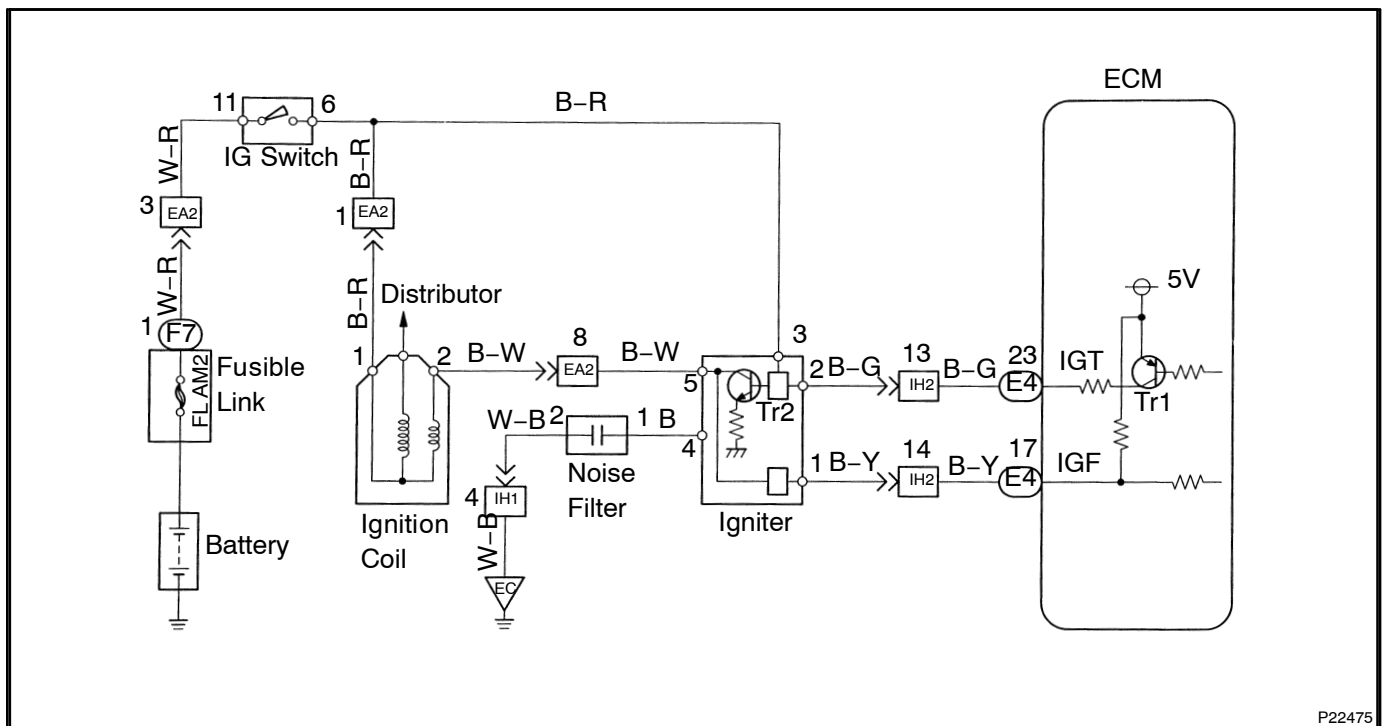 ECM
11
6
B–R
IG Switch
W–R
B–R
3
EA2
1
EA2
W–R
B–R
Distributor
5V
1
F7
Fusible
Link
FL AM2
1
2
B–W
8
EA2
B–W
3
5
Tr2
2
B–G
13
IH2
B–G
23
E4
IGT
Tr1
W–B
2
1
B
4
Noise
Filter
1
B–Y
14
IH2
B–Y
17
E4
IGF
4
IH1
Igniter
Ignition
Coil
W–B
Battery
EC
P22475